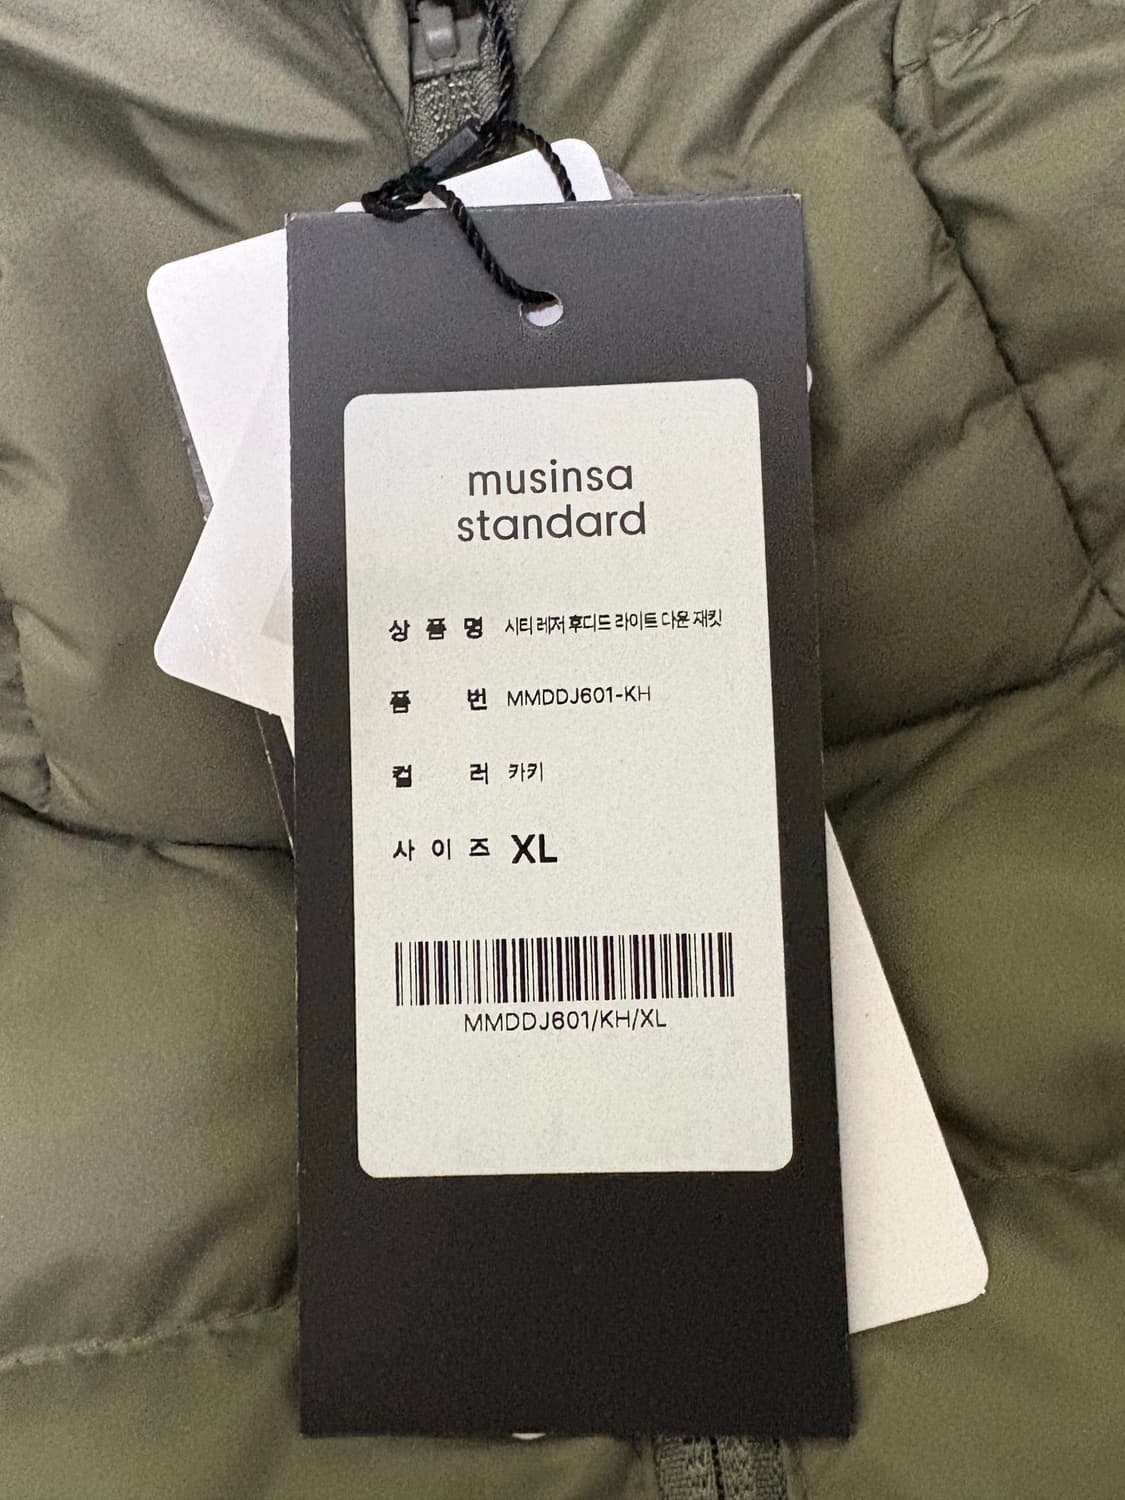 musinsa
standard
상품명 시티 레저 후디드 라이트 다운 재킷
품번 MMDDJ601-KH
컬러 카키
사이즈 XL
MMDDJ601/KH/XL